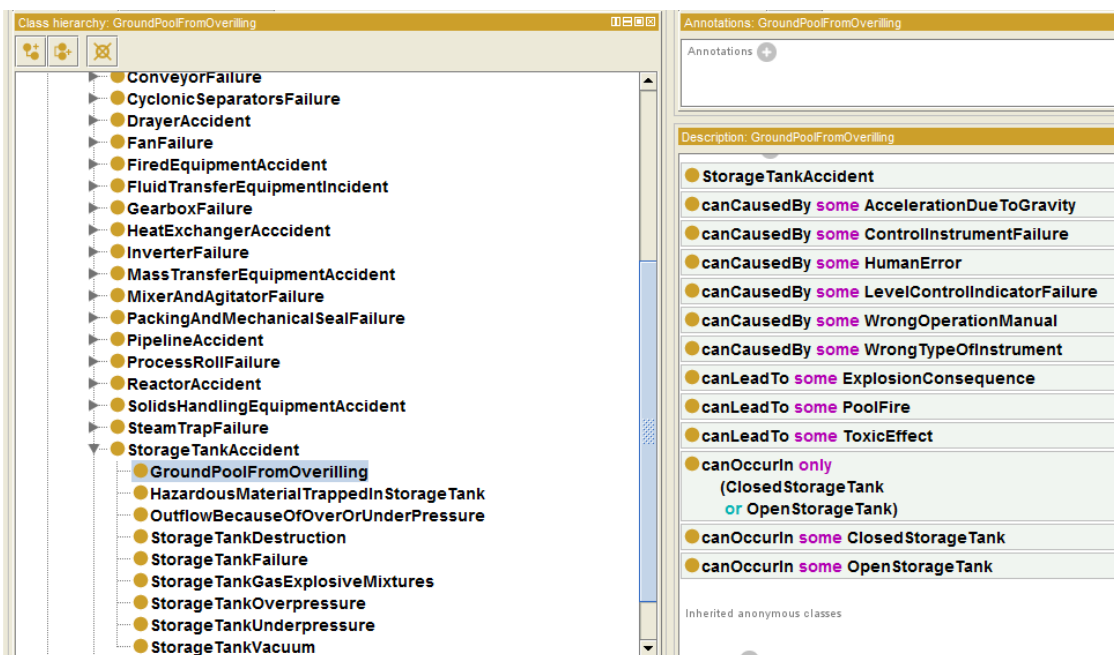 Class hierarchy: GroundPoolFromOverilling
ConveyorFailure
CyclonicSeparatorsFailure
DrayerAccident
FanFailure
FiredEquipmentAccident
FluidTransferEquipmentIncident
GearboxFailure
HeatExchangerAcccident
InverterFailure
MassTransferEquipmentAccident
MixerAndAgitatorFailure
PackingAndMechanicalSealFailure
PipelineAccident
ProcessRollFailure
ReactorAccident
SolidsHandlingEquipmentAccident
SteamTrapFailure
StorageTankAccident
GroundPoolFromOverilling
HazardousMaterialTrappedInStorageTank
OutflowBecauseOfOverOrUnderPressure
StorageTankDestruction
StorageTankFailure
StorageTankGasExplosiveMixtures
StorageTankOverpressure
StorageTankUnderpressure
StorageTankVacuum
Annotations: GroundPoolFromOverilling
Annotations
Description: GroundPoolFromOverilling
StorageTankAccident
canCausedBy some AccelerationDueToGravity
canCausedBy some ControlInstrumentFailure
canCausedBy some HumanError
canCausedBy some LevelControlIndicatorFailure
canCausedBy some WrongOperationManual
canCausedBy some WrongTypeOfInstrument
canLeadTo some ExplosionConsequence
canLeadTo some PoolFire
canLeadTo some ToxicEffect
canOccurIn only
(ClosedStorageTank
or OpenStorageTank)
canOccurIn some ClosedStorageTank
canOccurIn some OpenStorageTank
Inherited anonymous classes